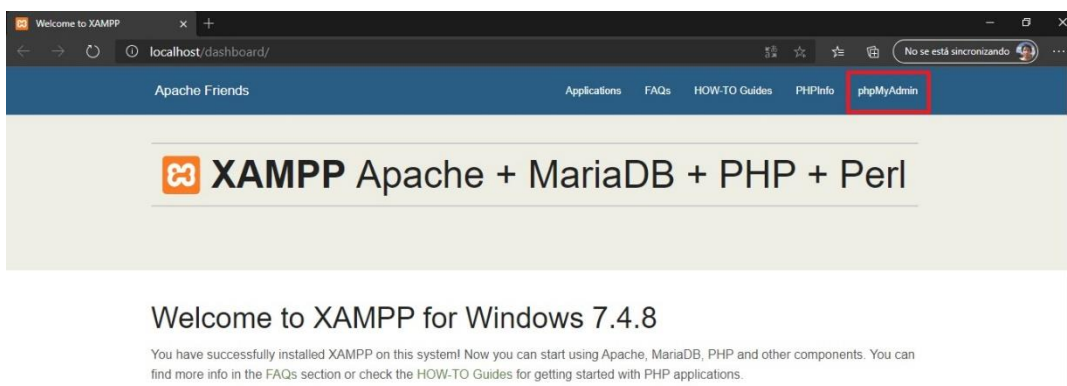 Welcome to XAMPP
localhost/dashboard/
No se está sincronizando
Apache Friends
Applications
FAQs
HOW-TO Guides
PHPInfo
phpMyAdmin
XAMPP Apache + MariaDB + PHP + Perl
Welcome to XAMPP for Windows 7.4.8
You have successfully installed XAMPP on this system! Now you can start using Apache, MariaDB, PHP and other components. You can
find more info in the FAQs section or check the HOW-TO Guides for getting started with PHP applications.